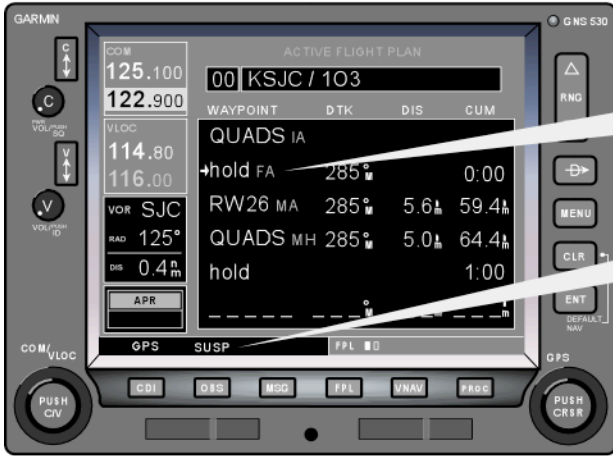 GARMIN
GNS 530
C
COM
125.100
122.900
VLOC
114.80
116.00
VOR SJC
RAD 125°
DIS 0.4 nm
APR
GPS SUSP
ACTIVE FLIGHT PLAN
00 KSJC / 1O3
WAYPOINT DTK DIS CUM
QUADS IA
hold FA 285°M 0:00
RW26 MA 285°M 5.6nm 59.4nm
QUADS MH 285°M 5.0nm 64.4nm
hold 1:00
_ _ _ _ _ _ °M _ _ _ nm
FPL
C
PWR
VOL/PUSH
SQ
V
V
VOL/PUSH
ID
COM/VLOC
PUSH
C/V
RNG
D
MENU
CLR
ENT
DEFAULT
NAV
GPS
PUSH
CRSR
CDI OBS MSG FPL VNAV PROC